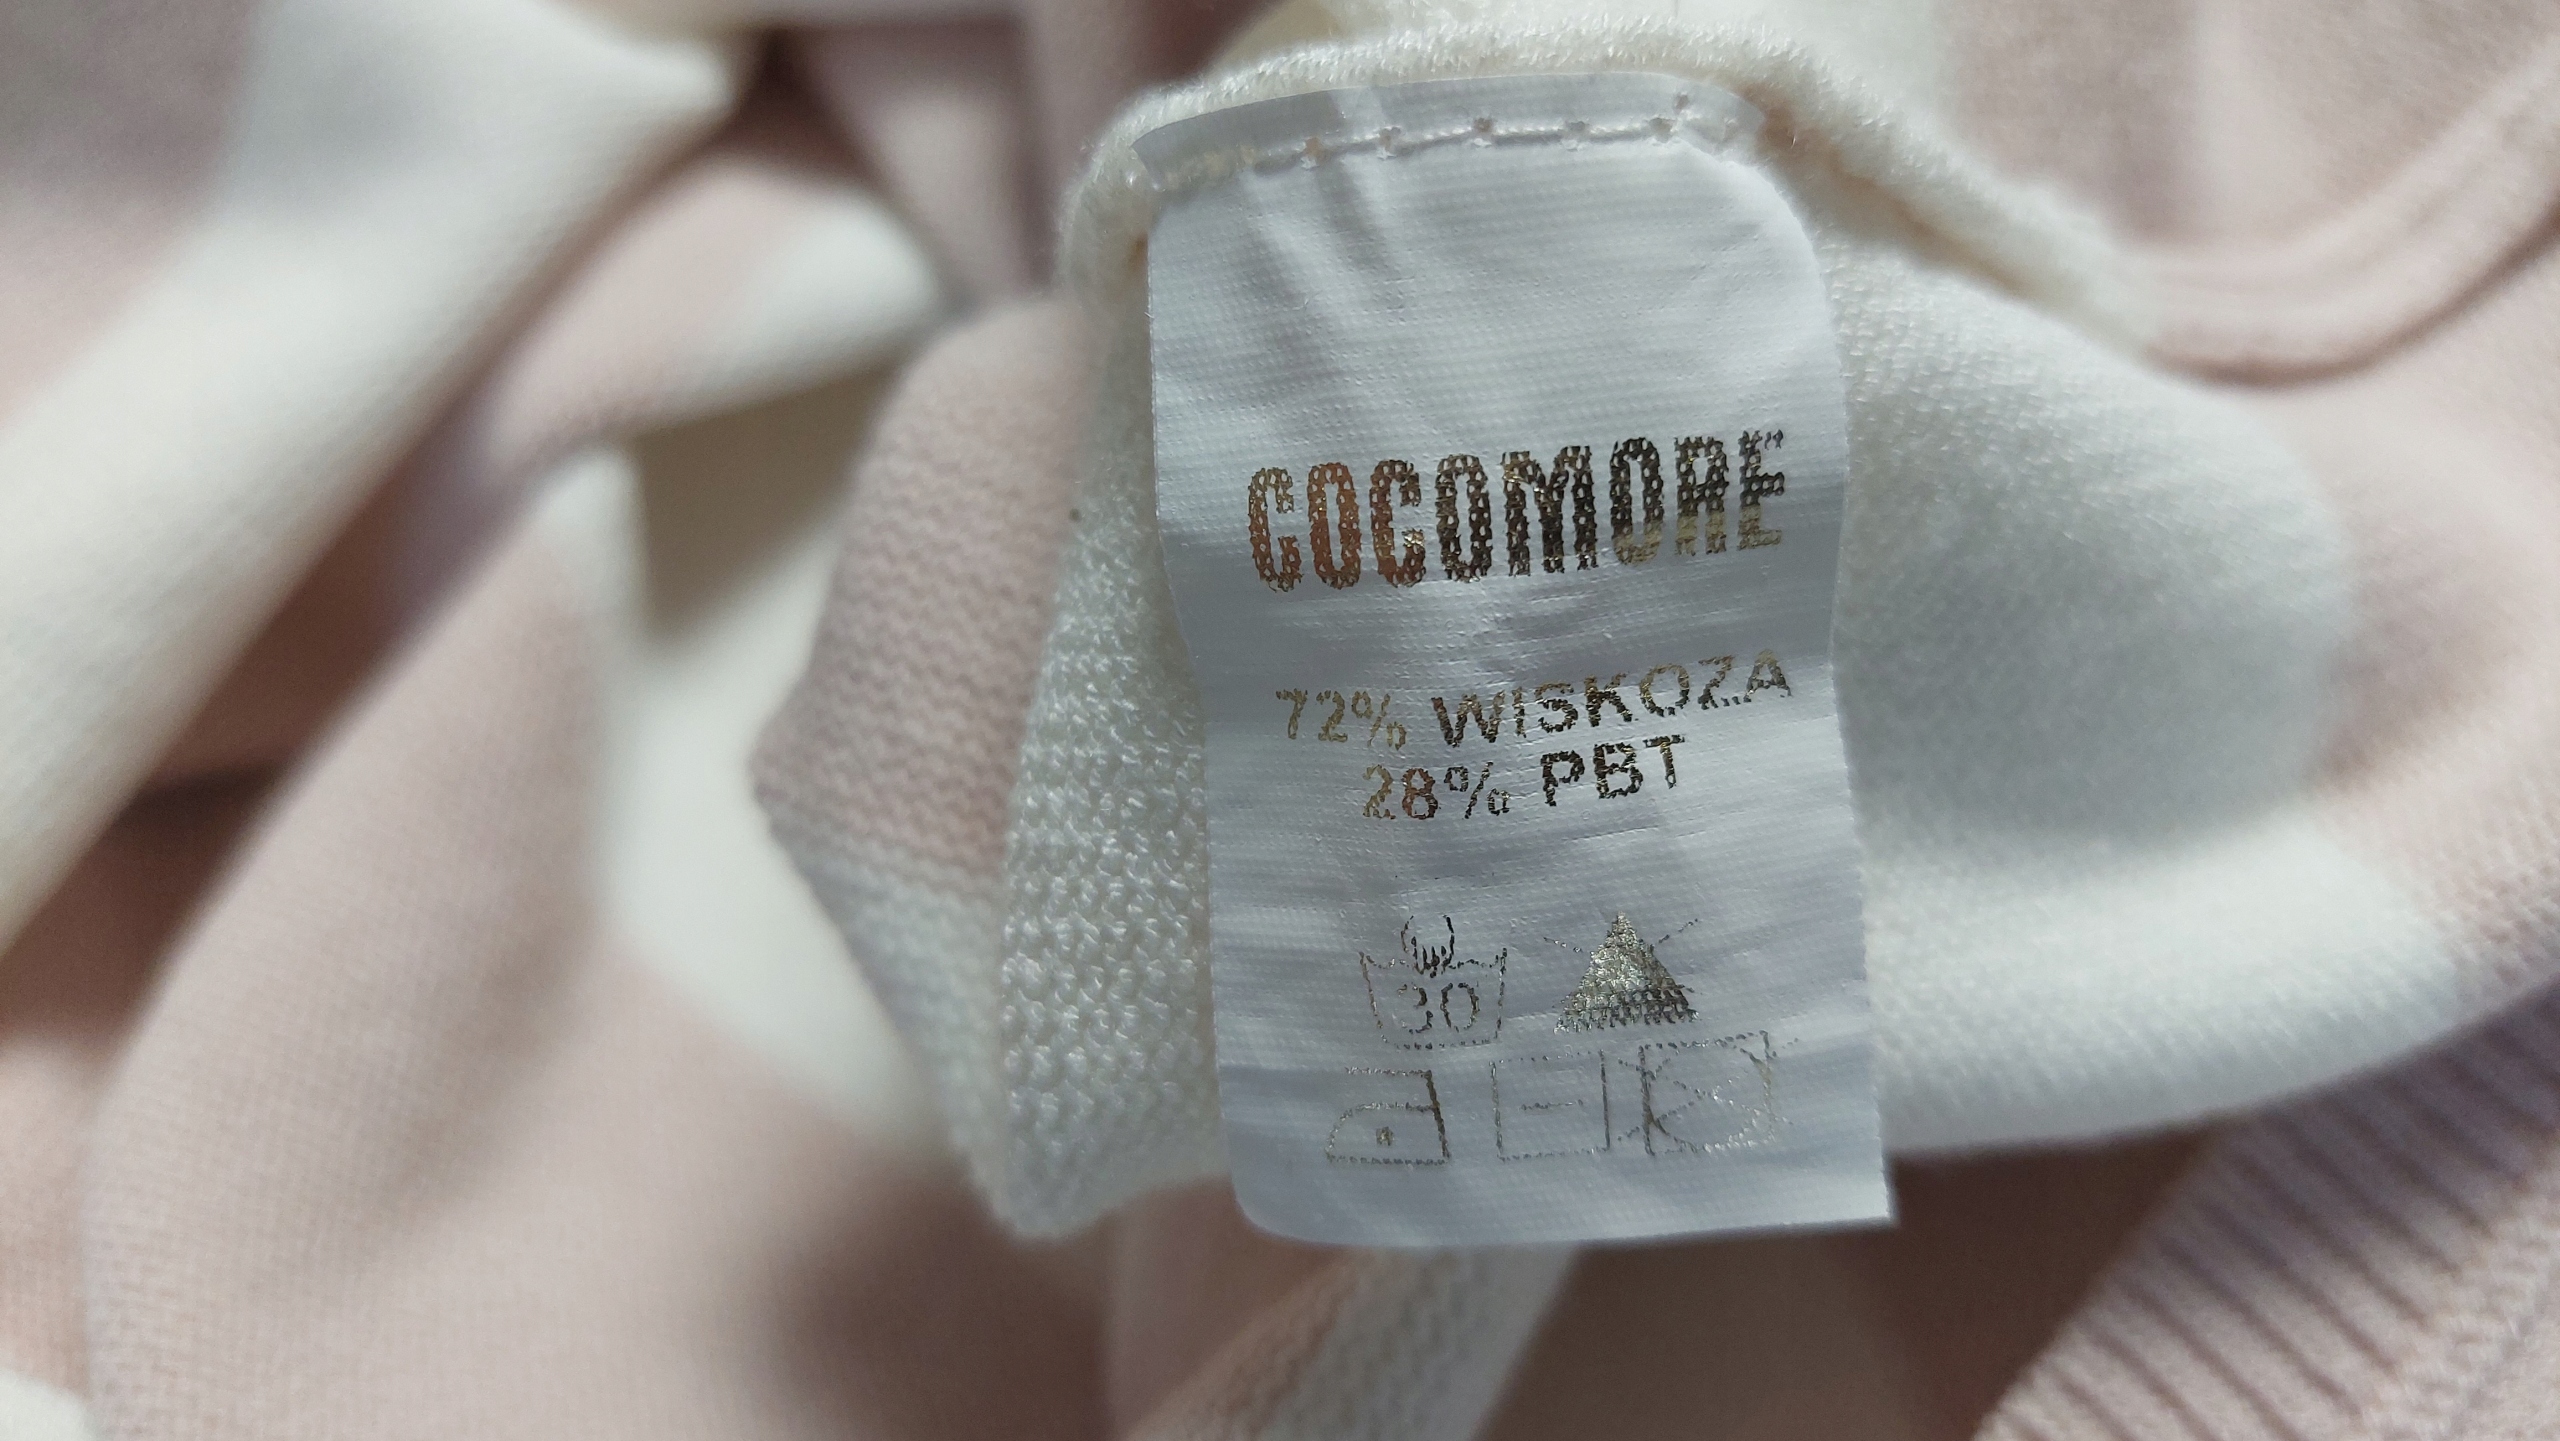 COCOMORE
72% WISKOZA
28% PBT
30